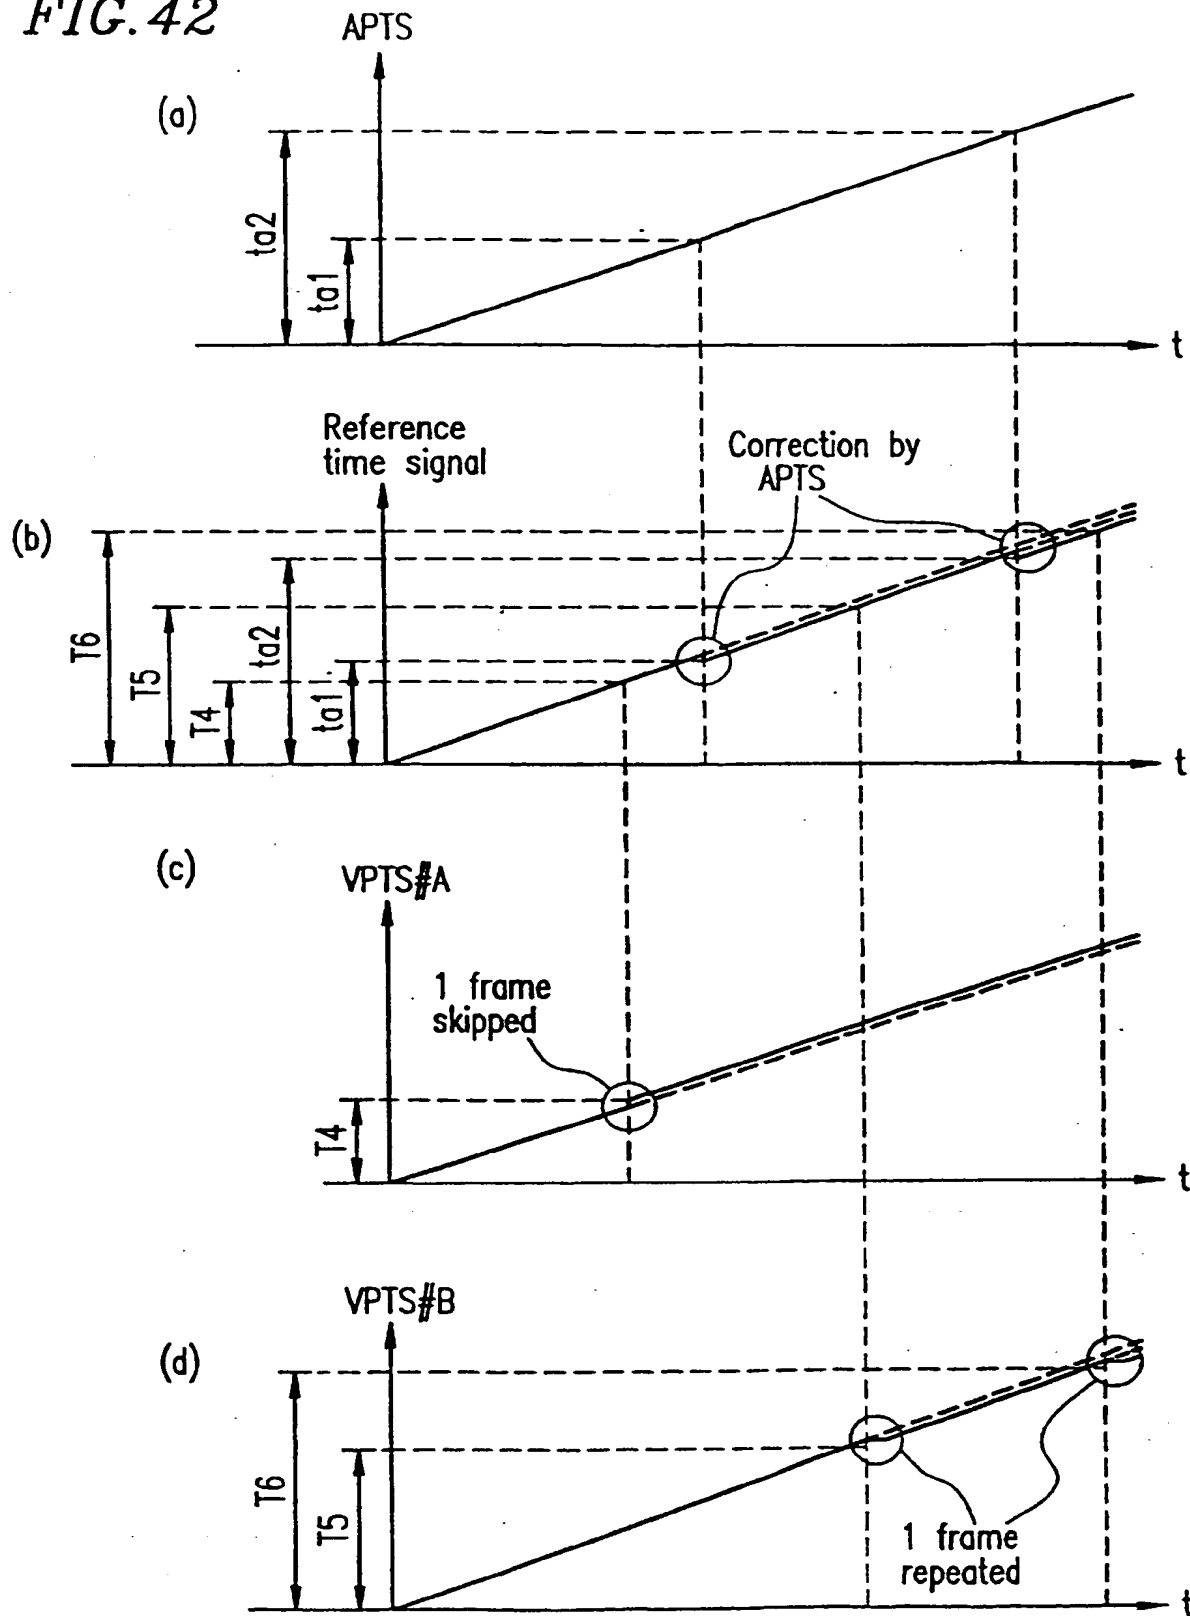 FIG. 42
APTS
(a)
ta2
ta1
t
Reference
time signal
Correction by
APTS
(b)
T6
T5
T4
ta2
ta1
t
(c)
VPTS#A
1 frame
skipped
T4
t
VPTS#B
(d)
T6
T5
1 frame
repeated
t